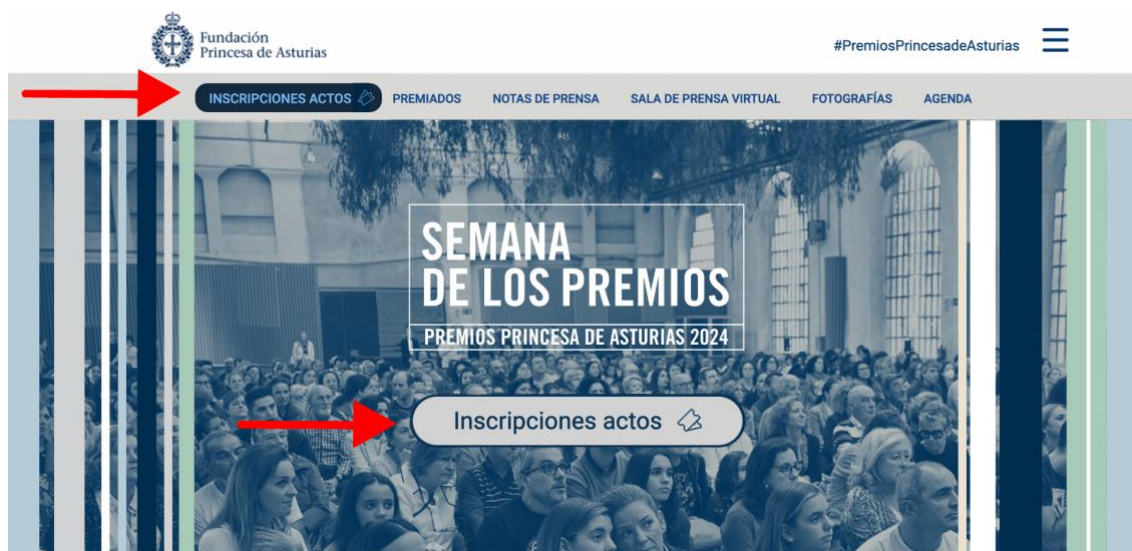 Fundación
Princesa de Asturias
#PremiosPrincesadeAsturias
INSCRIPCIONES ACTOS PREMIADOS NOTAS DE PRENSA SALA DE PRENSA VIRTUAL FOTOGRAFÍAS AGENDA
SEMANA
DE LOS PREMIOS
PREMIOS PRINCESA DE ASTURIAS 2024
Inscripciones actos